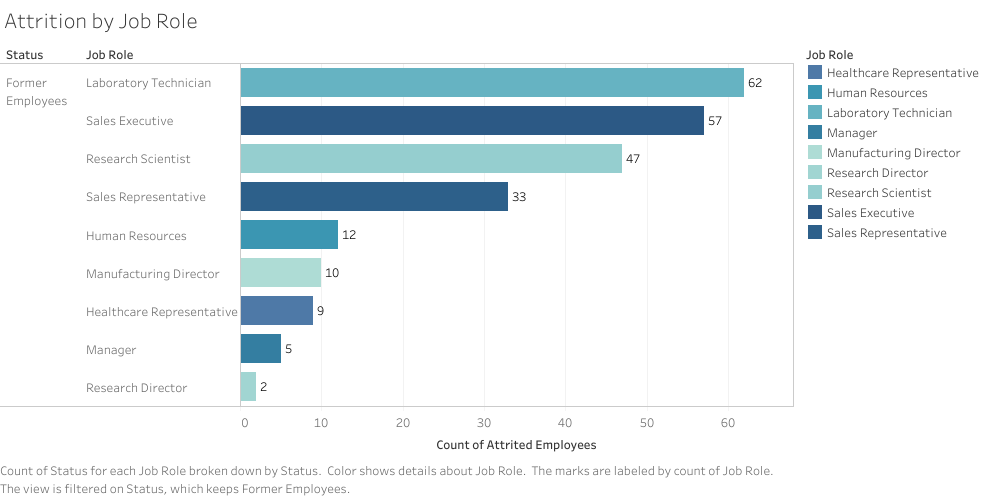 Attrition by Job Role
Status Job Role
Former Employees
Laboratory Technician 62
Sales Executive 57
Research Scientist 47
Sales Representative 33
Human Resources 12
Manufacturing Director 10
Healthcare Representative 9
Manager 5
Research Director 2
0 10 20 30 40 50 60
Count of Attrited Employees
Job Role
Healthcare Representative
Human Resources
Laboratory Technician
Manager
Manufacturing Director
Research Director
Research Scientist
Sales Executive
Sales Representative
Count of Status for each Job Role broken down by Status. Color shows details about Job Role. The marks are labeled by count of Job Role.
The view is filtered on Status, which keeps Former Employees.